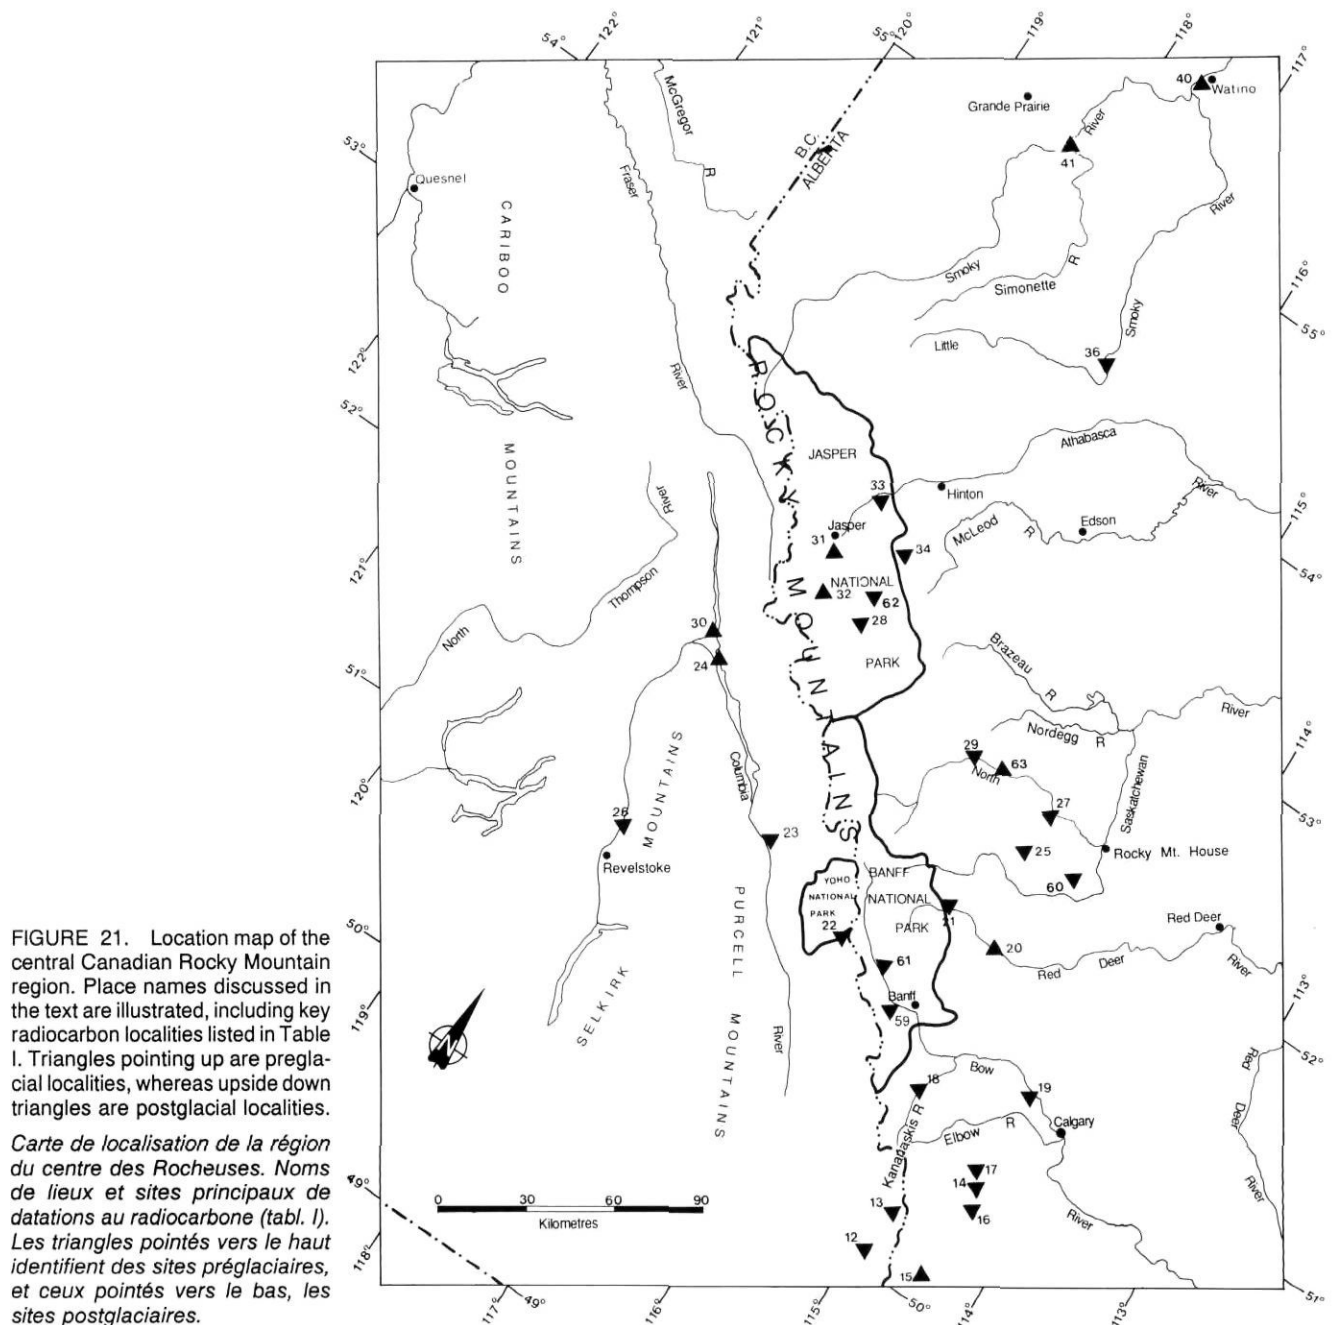 54°
122°
121°
55°
120°
119°
118°
117°
53°
122°
52°
121°
51°
120°
50°
119°
49°
118°
116°
55°
115°
54°
114°
53°
113°
52°
51°
117°
49°
116°
115°
50°
114°
113°
McGregor
R
B.C.
ALBERTA
Grande Prairie
40
Watino
River
41
River
Quesnel
Fraser
River
CARIBOO
MOUNTAINS
Smoky
Simonette
R
Little
Smoky
36
ROCKY MOUNTAINS
JASPER
NATIONAL
PARK
Athabasca
River
33
Hinton
Jasper
31
34
McLeod
R
Edson
32
62
28
River
Thompson
North
30
24
Brazeau
R
Nordegg
R
River
29
63
North
Saskatchewan
27
25
Rocky Mt. House
60
MOUNTAINS
Columbia
26
Revelstoke
23
YOHO
NATIONAL
PARK
22
BANFF
NATIONAL
PARK
21
20
Red Deer
Red
Deer
River
61
Banff
59
SELKIRK
PURCELL
MOUNTAINS
River
Bow
18
19
Calgary
Kananaskis R
Elbow
R
17
14
16
River
13
12
15
Red
Deer
River
N
0
30
60
90
Kilometres
FIGURE 21. Location map of the
central Canadian Rocky Mountain
region. Place names discussed in
the text are illustrated, including key
radiocarbon localities listed in Table
I. Triangles pointing up are pregla-
cial localities, whereas upside down
triangles are postglacial localities.
Carte de localisation de la région
du centre des Rocheuses. Noms
de lieux et sites principaux de
datations au radiocarbone (tabl. I).
Les triangles pointés vers le haut
identifient des sites préglaciaires,
et ceux pointés vers le bas, les
sites postglaciaires.